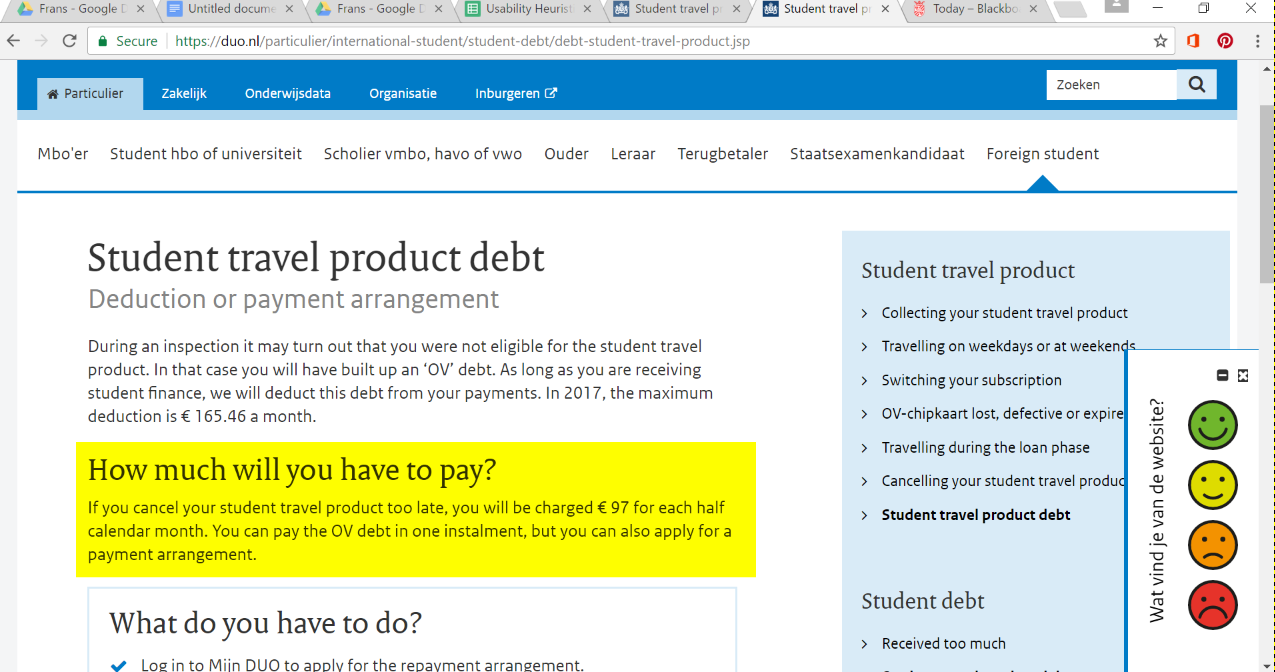 Frans - Google D
Untitled docume
Frans - Google D
Usability Heurist
Student travel pr
Student travel pr
Today – Blackbo
Secure
https://duo.nl/particulier/international-student/student-debt/debt-student-travel-product.jsp
Particulier
Zakelijk
Onderwijsdata
Organisatie
Inburgeren
Zoeken
Mbo'er
Student hbo of universiteit
Scholier vmbo, havo of vwo
Ouder
Leraar
Terugbetaler
Staatsexamenkandidaat
Foreign student
Student travel product debt
Deduction or payment arrangement
During an inspection it may turn out that you were not eligible for the student travel
product. In that case you will have built up an ‘OV’ debt. As long as you are receiving
student finance, we will deduct this debt from your payments. In 2017, the maximum
deduction is € 165.46 a month.
How much will you have to pay?
If you cancel your student travel product too late, you will be charged € 97 for each half
calendar month. You can pay the OV debt in one instalment, but you can also apply for a
payment arrangement.
What do you have to do?
Log in to Mijn DUO to apply for the repayment arrangement.
Student travel product
Collecting your student travel product
Travelling on weekdays or at weekends
Switching your subscription
OV-chipkaart lost, defective or expire
Travelling during the loan phase
Cancelling your student travel produc
Student travel product debt
Student debt
Received too much
Wat vind je van de website?